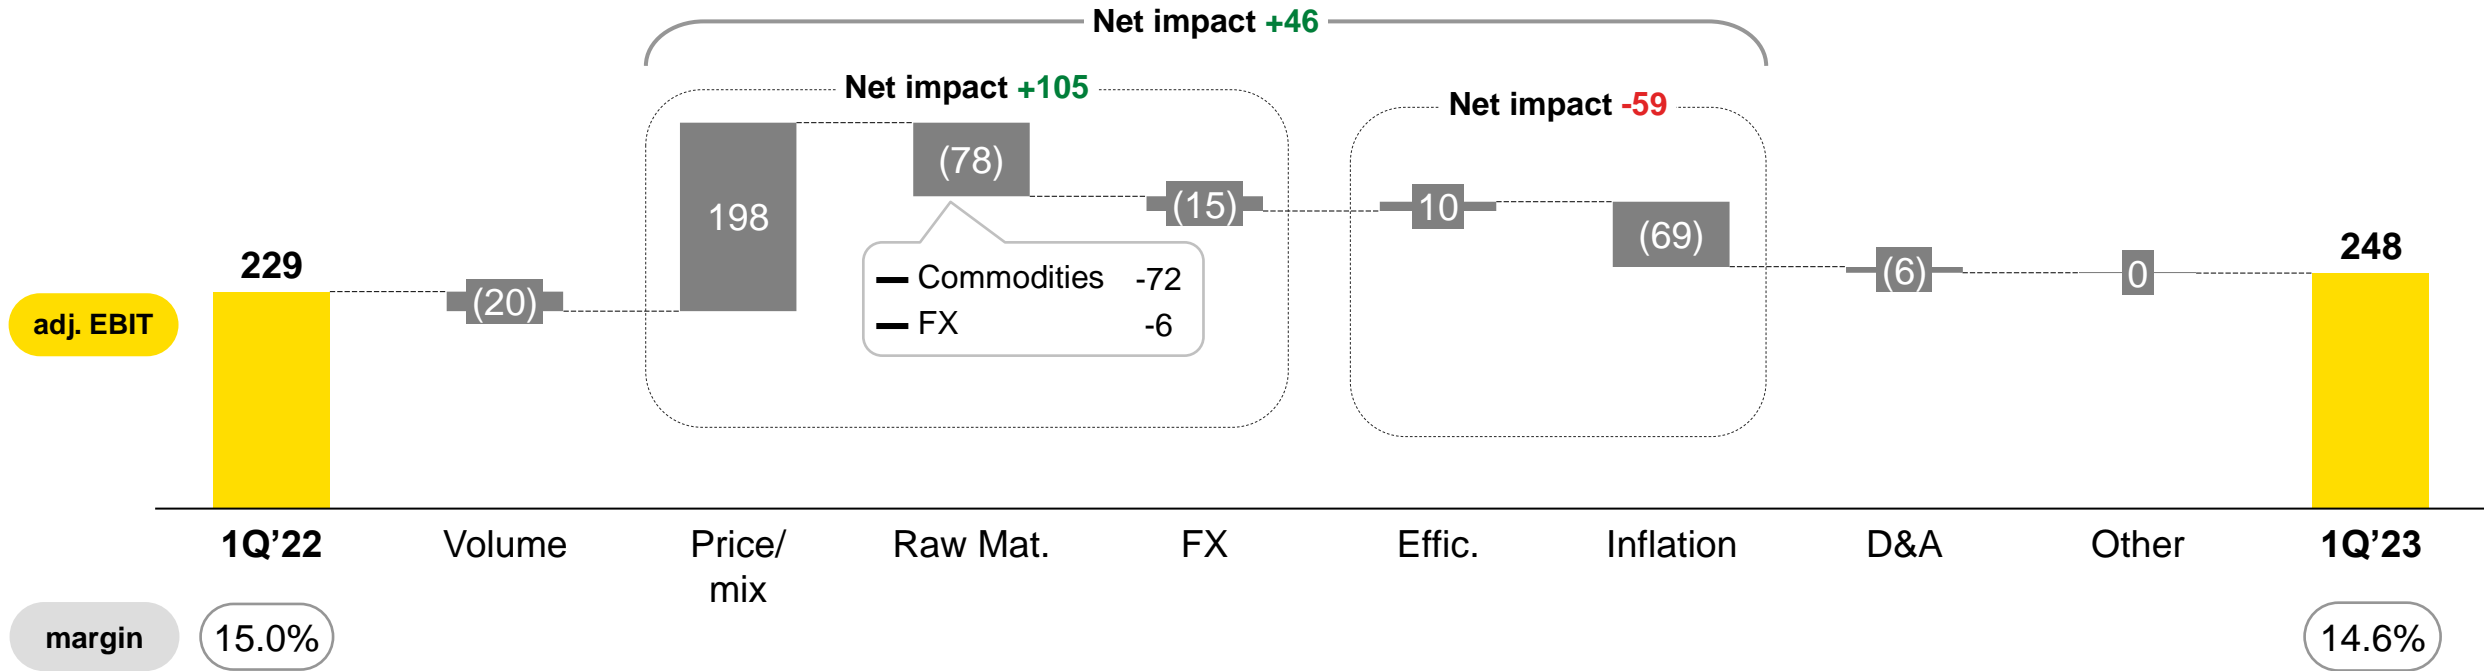 Net impact +46
Net impact +105
Net impact -59
198
(78)
(15)
10
(69)
229
(20)
Commodities -72
FX -6
(6)
0
248
adj. EBIT
1Q’22 Volume Price/ Raw Mat. FX Effic. Inflation D&A Other 1Q’23
mix
margin 15.0% 14.6%